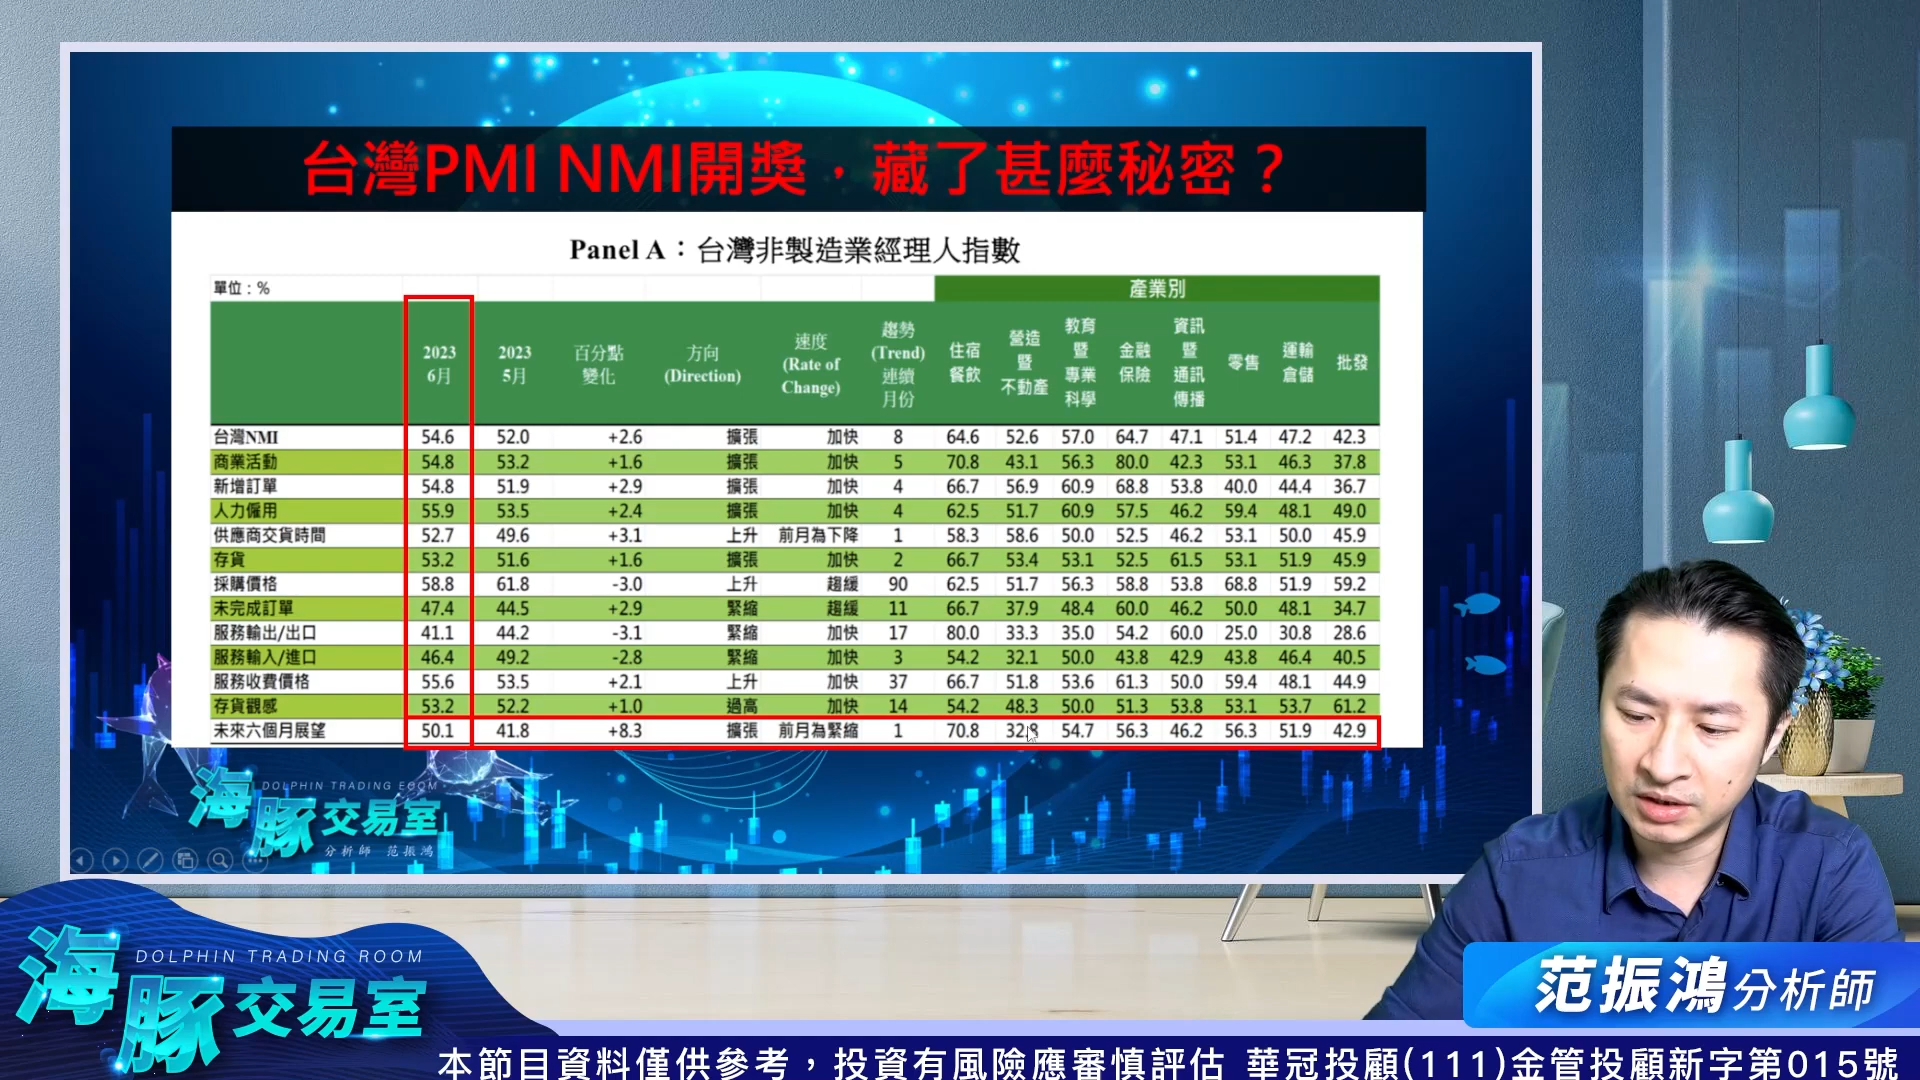 台灣PMI NMI開獎，藏了甚麼秘密？
Panel A：台灣非製造業經理人指數
單位：% 產業別
2023 6月 2023 5月 百分點變化 方向 (Direction) 速度 (Rate of Change) 趨勢 (Trend) 連續月份 住宿餐飲 營造暨不動產 教育暨專業科學 金融保險 資訊暨通訊傳播 零售 運輸倉儲 批發
台灣NMI 54.6 52.0 +2.6 擴張 加快 8 64.6 52.6 57.0 64.7 47.1 51.4 47.2 42.3
商業活動 54.8 53.2 +1.6 擴張 加快 5 70.8 43.1 56.3 80.0 42.3 53.1 46.3 37.8
新增訂單 54.8 51.9 +2.9 擴張 加快 4 66.7 56.9 60.9 68.8 53.8 40.0 44.4 36.7
人力僱用 55.9 53.5 +2.4 擴張 加快 4 62.5 51.7 60.9 57.5 46.2 59.4 48.1 49.0
供應商交貨時間 52.7 49.6 +3.1 上升 前月為下降 1 58.3 58.6 50.0 52.5 46.2 53.1 50.0 45.9
存貨 53.2 51.6 +1.6 擴張 加快 2 66.7 53.4 53.1 52.5 61.5 53.1 51.9 45.9
採購價格 58.8 61.8 -3.0 上升 趨緩 90 62.5 51.7 56.3 58.8 53.8 68.8 51.9 59.2
未完成訂單 47.4 44.5 +2.9 緊縮 趨緩 11 66.7 37.9 48.4 60.0 46.2 50.0 48.1 34.7
服務輸出/出口 41.1 44.2 -3.1 緊縮 加快 17 80.0 33.3 35.0 54.2 60.0 25.0 30.8 28.6
服務輸入/進口 46.4 49.2 -2.8 緊縮 加快 3 54.2 32.1 50.0 43.8 42.9 43.8 46.4 40.5
服務收費價格 55.6 53.5 +2.1 上升 加快 37 66.7 51.8 53.6 61.3 50.0 59.4 48.1 44.9
存貨觀感 53.2 52.2 +1.0 過高 加快 14 54.2 48.3 50.0 51.3 53.8 53.1 53.7 61.2
未來六個月展望 50.1 41.8 +8.3 擴張 前月為緊縮 1 70.8 32.8 54.7 56.3 46.2 56.3 51.9 42.9
DOLPHIN TRADING ROOM
海豚交易室
分析師 范振鴻
DOLPHIN TRADING ROOM
海豚交易室
范振鴻分析師
本節目資料僅供參考，投資有風險應審慎評估 華冠投顧(111)金管投顧新字第015號